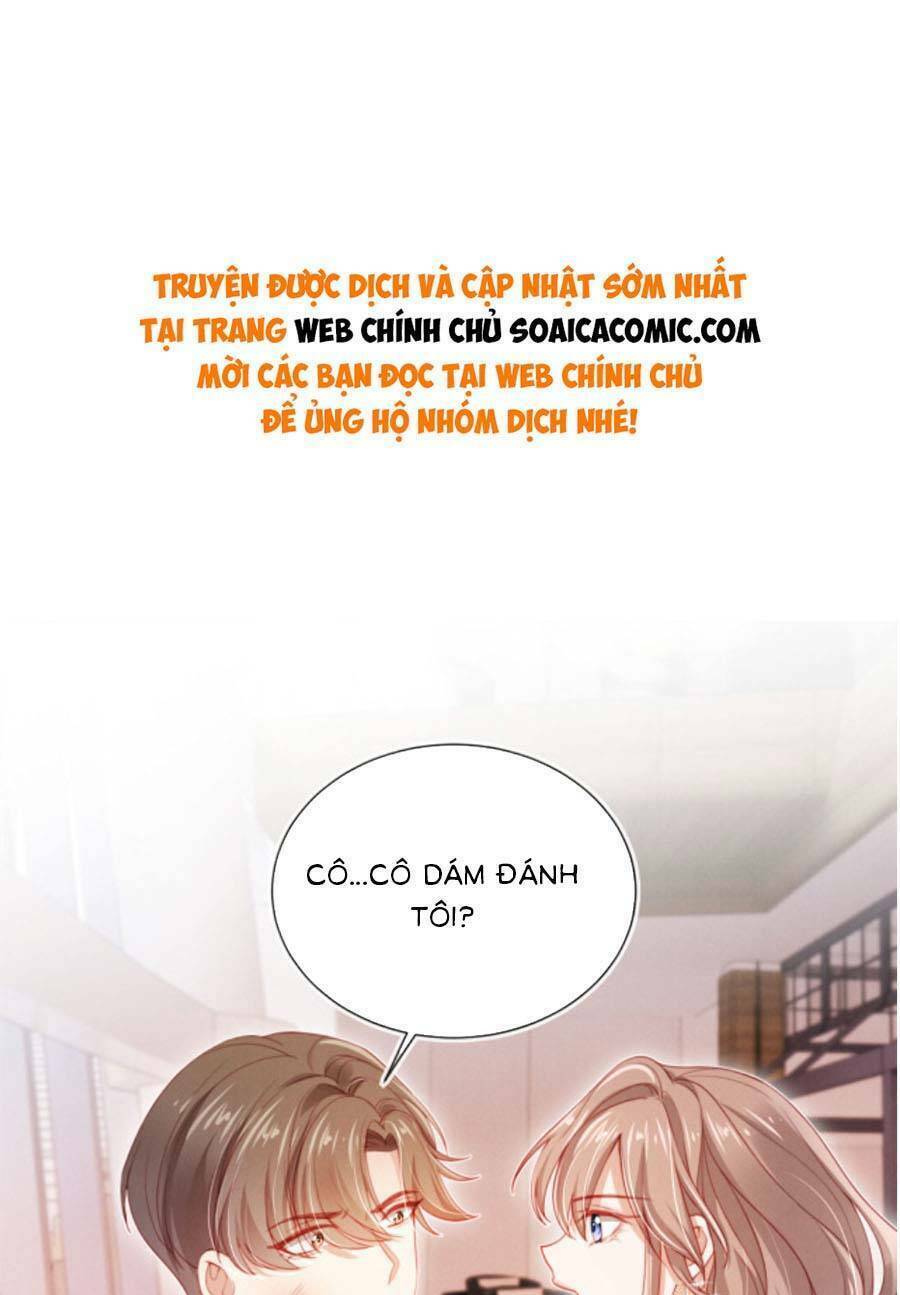 TRUYỆN ĐƯỢC DỊCH VÀ CẬP NHẬT SỚM NHẤT
TẠI TRANG WEB CHÍNH CHỦ SOAICACOMIC.COM
MỜI CÁC BẠN ĐỌC TẠI WEB CHÍNH CHỦ
ĐỂ ỦNG HỘ NHÓM DỊCH NHÉ!
CÔ...CÔ DÁM ĐÁNH
TÔI?